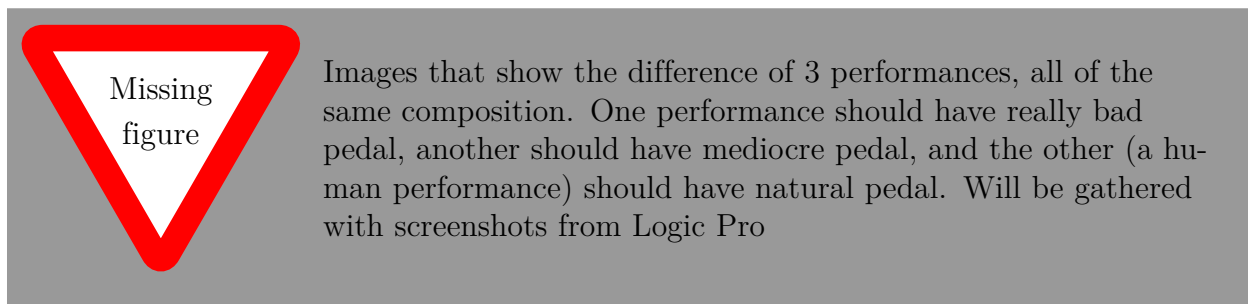 Missing
figure
Images that show the difference of 3 performances, all of the
same composition. One performance should have really bad
pedal, another should have mediocre pedal, and the other (a hu-
man performance) should have natural pedal. Will be gathered
with screenshots from Logic Pro